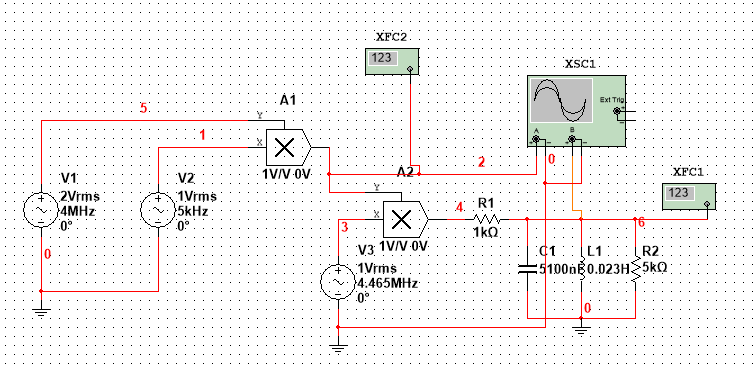 XFC2
123
XSC1
Ext Trig
+
-
A
B
+
-
+
-
5
A1
Y
1
X
1V/V 0V
2
0
XFC1
123
A2
Y
V1
2Vrms
4MHz
0°
V2
1Vrms
5kHz
0°
X
3
1V/V 0V
4
R1
1kΩ
6
0
V3
1Vrms
4.465MHz
0°
C1
5100nF
L1
0.023H
R2
5kΩ
0